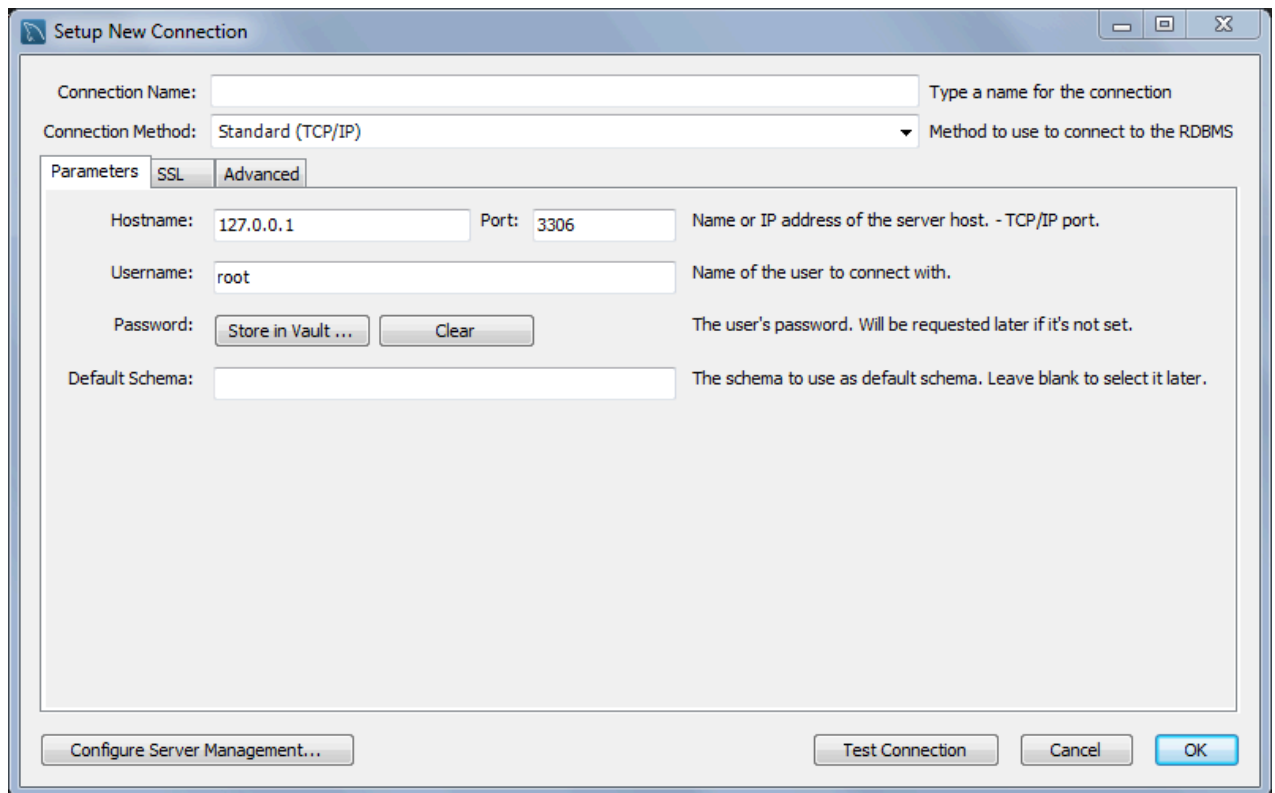 Setup New Connection
Connection Name: Type a name for the connection
Connection Method: Standard (TCP/IP) Method to use to connect to the RDBMS
Parameters SSL Advanced
Hostname: 127.0.0.1 Port: 3306 Name or IP address of the server host. - TCP/IP port.
Username: root Name of the user to connect with.
Password: Store in Vault ... Clear The user's password. Will be requested later if it's not set.
Default Schema: The schema to use as default schema. Leave blank to select it later.
Configure Server Management... Test Connection Cancel OK